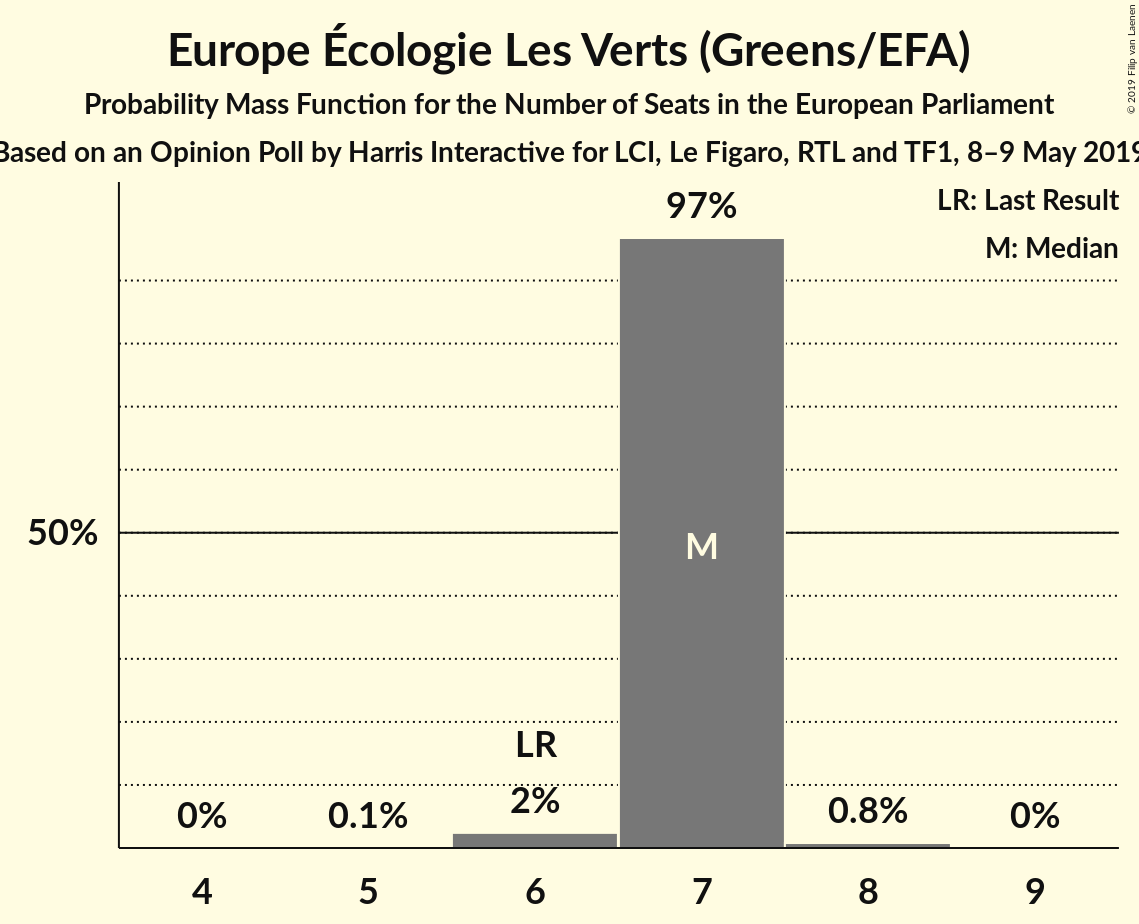 Europe Écologie Les Verts (Greens/EFA)
Probability Mass Function for the Number of Seats in the European Parliament
Based on an Opinion Poll by Harris Interactive for LCI, Le Figaro, RTL and TF1, 8–9 May 2019
© 2019 Filip van Laenen
LR: Last Result
M: Median
97%
50%
M
LR
0%
0.1%
2%
0.8%
0%
4
5
6
7
8
9